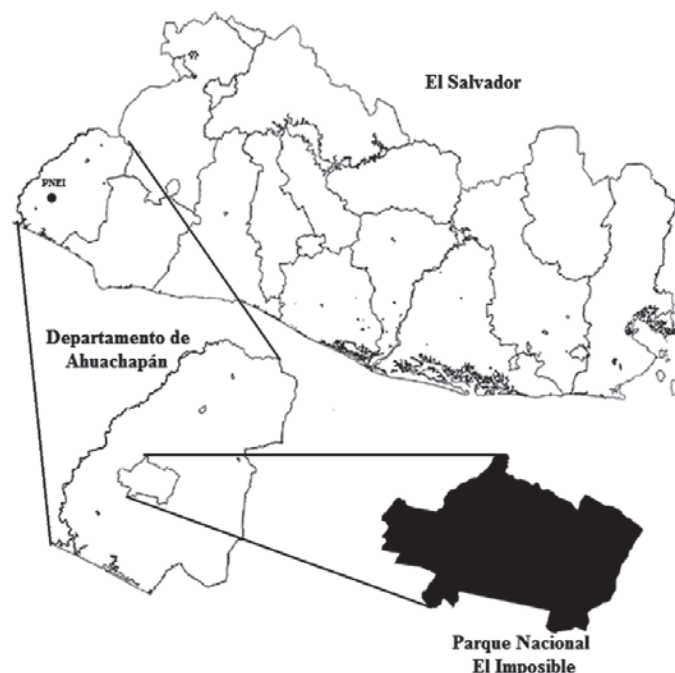 El Salvador
PNEI
Departamento de
Ahuachapán
Parque Nacional
El Imposible